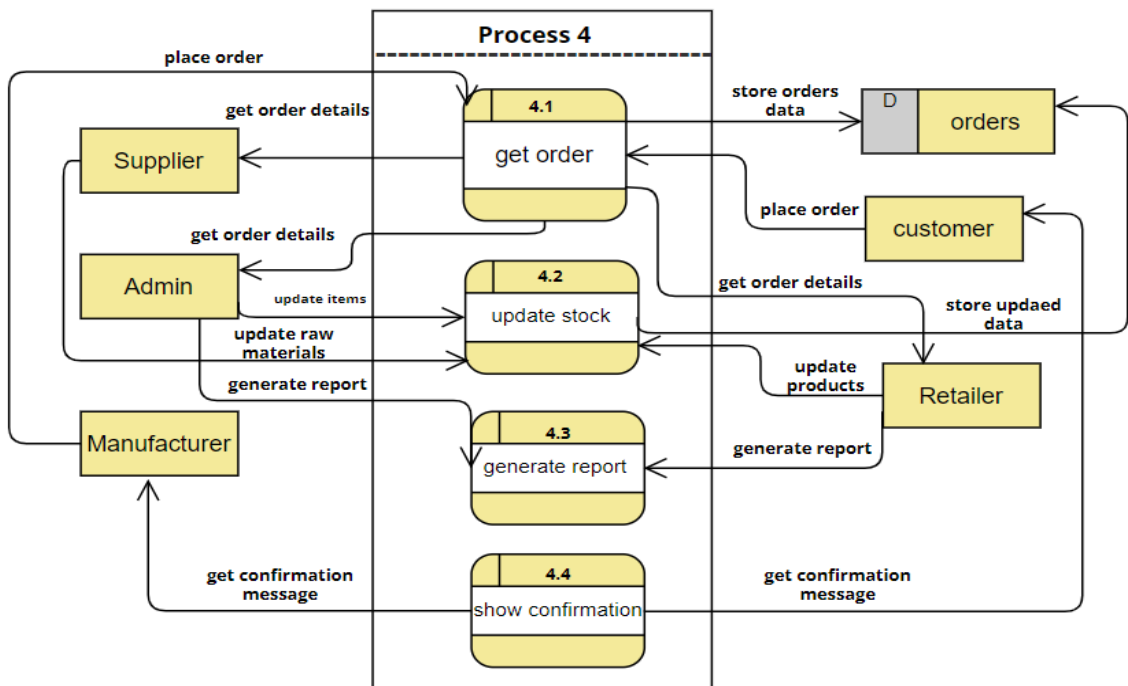 Process 4
place order
4.1
get order
get order details
store orders
data
D
orders
Supplier
place order
customer
get order details
Admin
4.2
update stock
update items
get order details
store updaed
data
update raw
materials
update
products
Retailer
generate report
Manufacturer
4.3
generate report
generate report
4.4
show confirmation
get confirmation
message
get confirmation
message